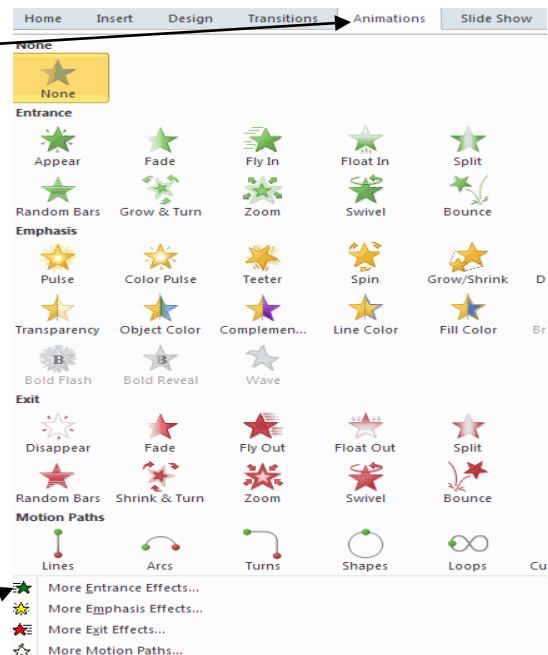 Home Insert Design Transitions Animations Slide Show
None
None
Entrance
Appear Fade Fly In Float In Split
Random Bars Grow & Turn Zoom Swivel Bounce
Emphasis
Pulse Color Pulse Teeter Spin Grow/Shrink D
Transparency Object Color Complemen... Line Color Fill Color Br
B B
Bold Flash Bold Reveal Wave
Exit
Disappear Fade Fly Out Float Out Split
Random Bars Shrink & Turn Zoom Swivel Bounce
Motion Paths
Lines Arcs Turns Shapes Loops Cu
More Entrance Effects...
More Emphasis Effects...
More Exit Effects...
More Motion Paths...